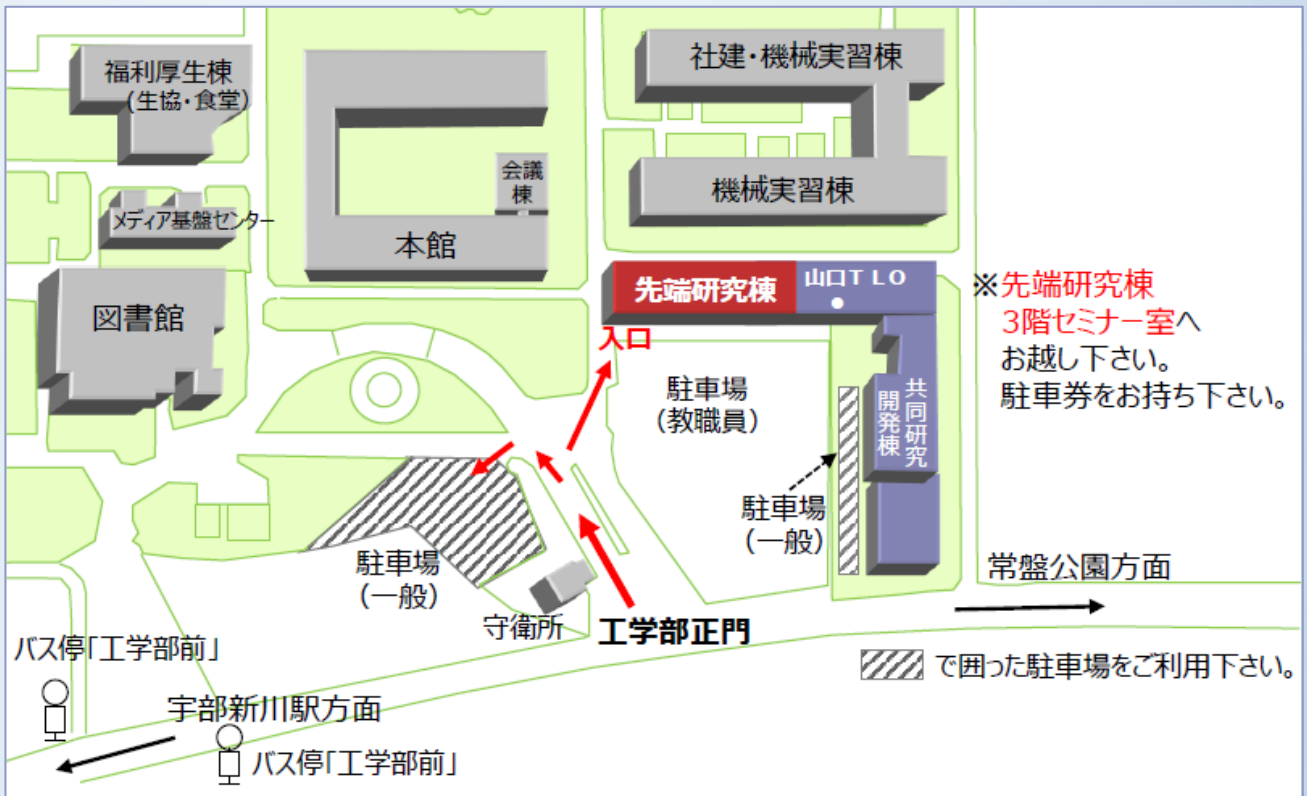 福利厚生棟
(生協・食堂)
社建・機械実習棟
会議
棟
機械実習棟
メディア基盤センター
本館
図書館
先端研究棟
山口TLO
※先端研究棟
3階セミナー室へ
お越し下さい。
駐車券をお持ち下さい。
入口
駐車場
(教職員)
共同研究
開発棟
駐車場
(一般)
駐車場
(一般)
常盤公園方面
守衛所
工学部正門
バス停「工学部前」
で囲った駐車場をご利用下さい。
宇部新川駅方面
バス停「工学部前」